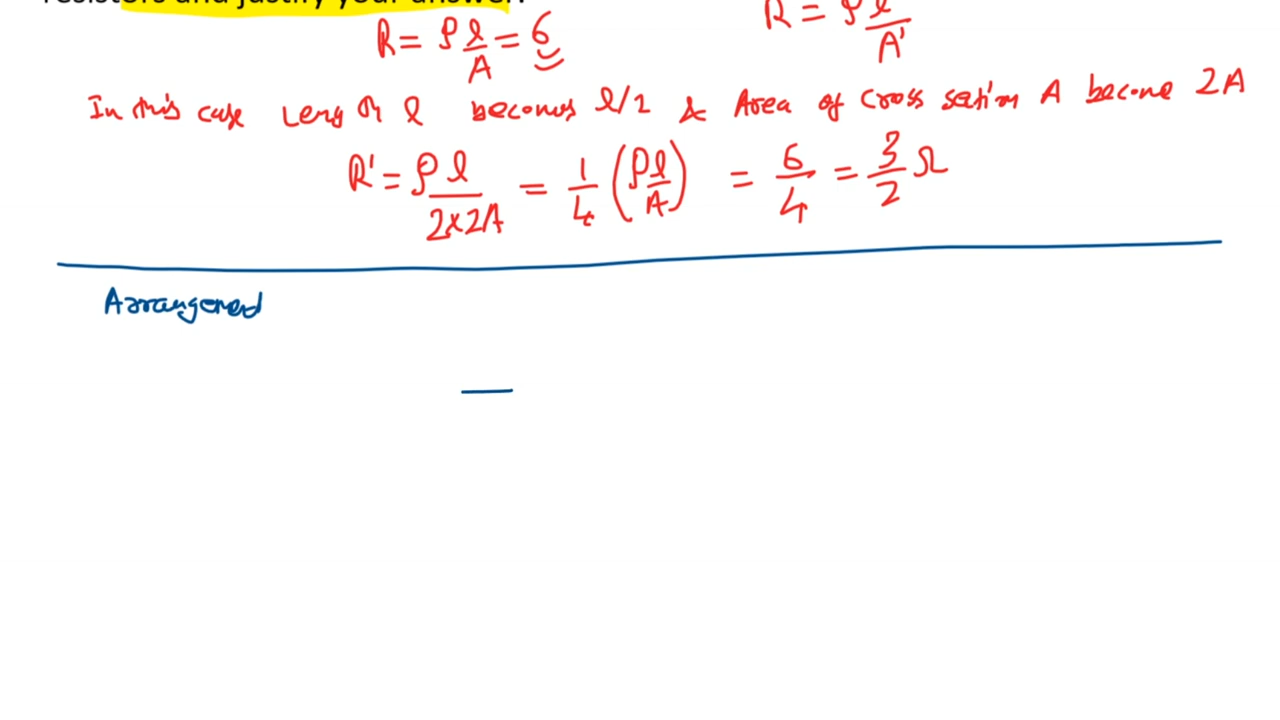 resistors and justify your answer.
R = ρ l/A = 6
R = ρ l/A'
In this case Length l becomes l/2 & Area of cross section A become 2A
R' = ρ l/(2×2A) = 1/4 (ρl/A) = 6/4 = 3/2 Ω
Arrangement